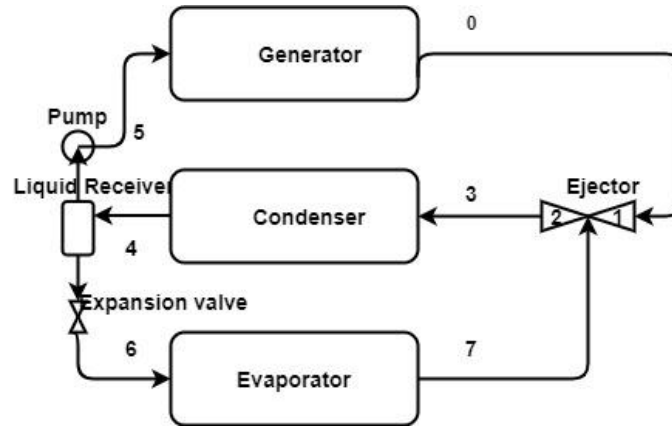 0
Generator
Pump
5
Liquid Receiver
Condenser
3
Ejector
2
1
4
Expansion valve
6
Evaporator
7